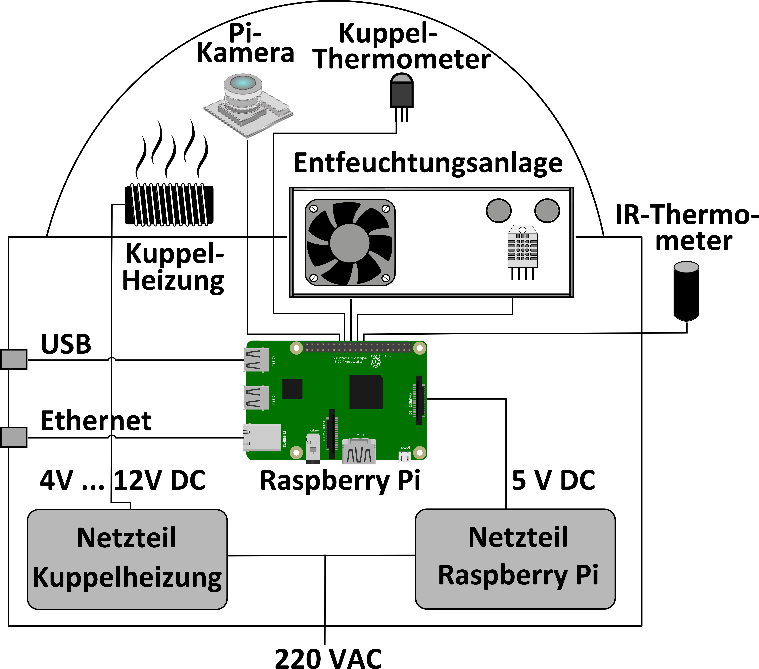 Pi-
Kamera
Kuppel-
Thermometer
Entfeuchtungsanlage
IR-Thermo-
meter
Kuppel-
Heizung
USB
Ethernet
4V ... 12V DC
Raspberry Pi
5 V DC
Netzteil
Kuppelheizung
Netzteil
Raspberry Pi
220 VAC